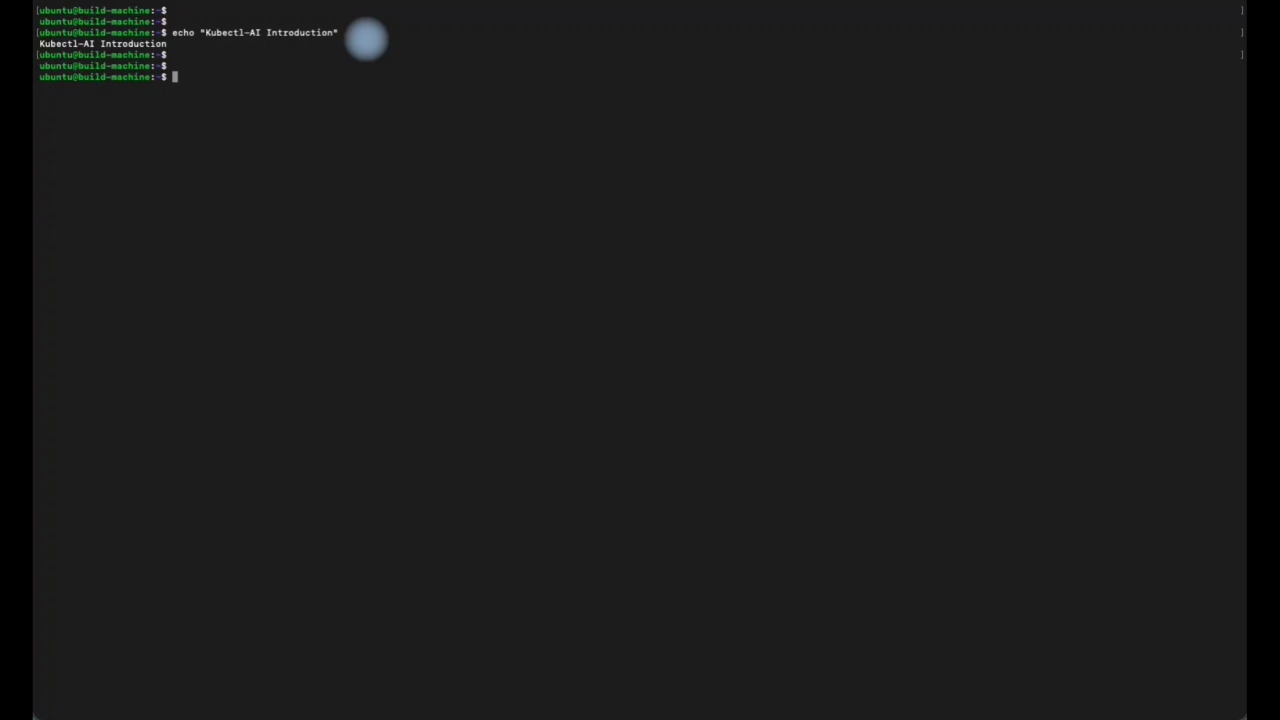 [ubuntu@build-machine:~$ ]
[ubuntu@build-machine:~$
[ubuntu@build-machine:~$ echo "Kubectl-AI Introduction" ]
Kubectl-AI Introduction
[ubuntu@build-machine:~$ ]
ubuntu@build-machine:~$
ubuntu@build-machine:~$